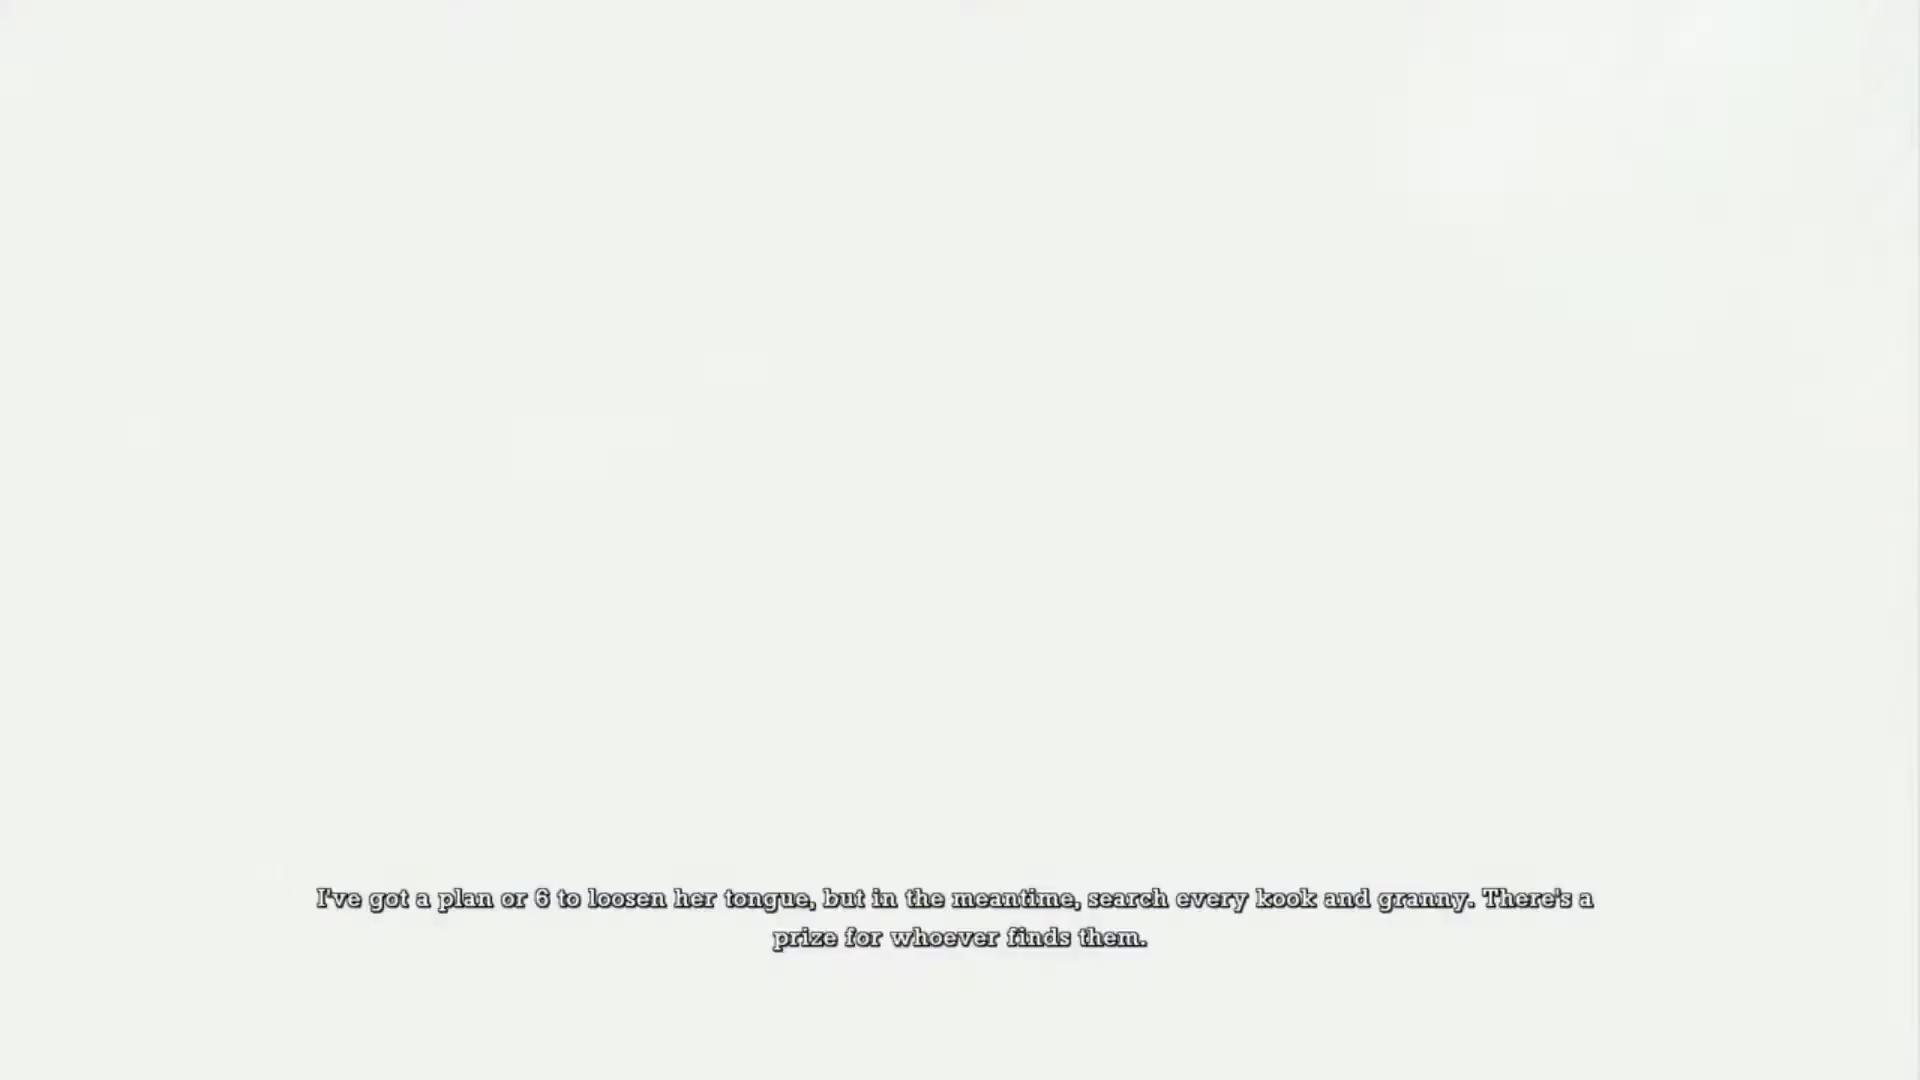 I've got a plan or 6 to loosen her tongue, but in the meantime, search every kook and granny. There's a
prize for whoever finds them.